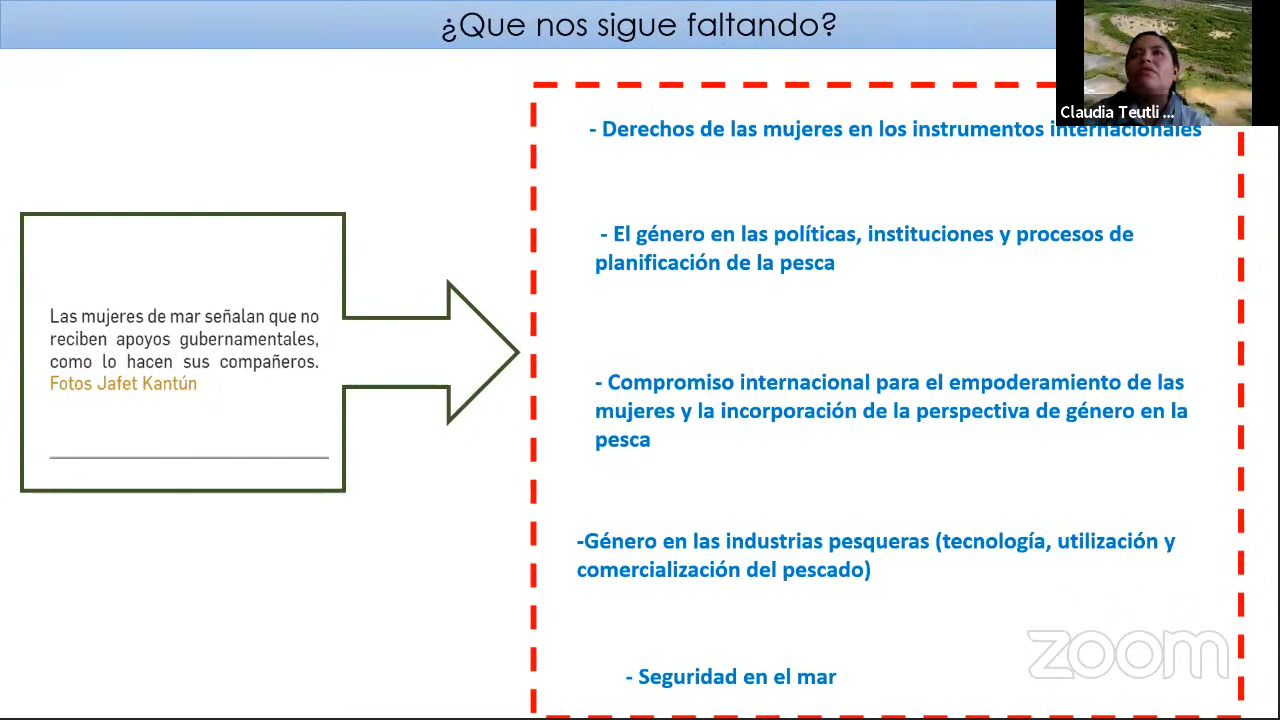 ¿Que nos sigue faltando?
Claudia Teutli ...
- Derechos de las mujeres en los instrumentos internacionales
- El género en las políticas, instituciones y procesos de
planificación de la pesca
Las mujeres de mar señalan que no
reciben apoyos gubernamentales,
como lo hacen sus compañeros.
Fotos Jafet Kantún
- Compromiso internacional para el empoderamiento de las
mujeres y la incorporación de la perspectiva de género en la
pesca
-Género en las industrias pesqueras (tecnología, utilización y
comercialización del pescado)
- Seguridad en el mar
zoom